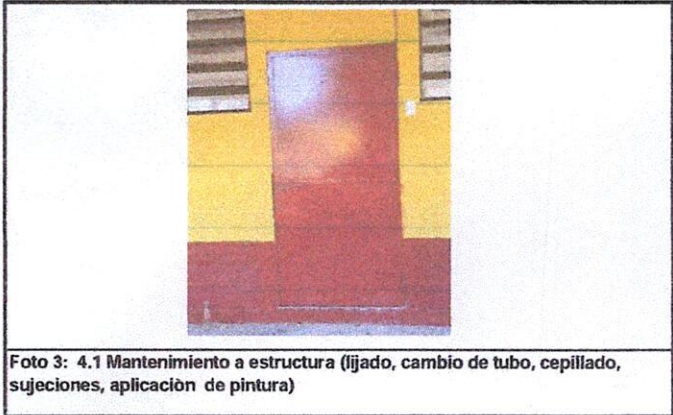 Foto 3: 4.1 Mantenimiento a estructura (lijado, cambio de tubo, cepillado,
sujeciones, aplicaciòn de pintura)